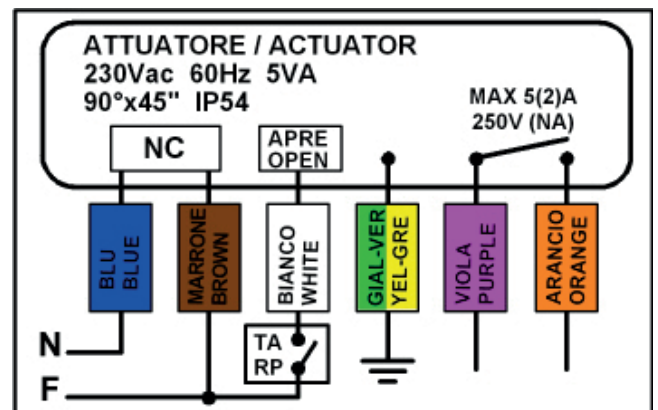 ATTUATORE / ACTUATOR
230Vac 60Hz 5VA
90°x45" IP54
MAX 5(2)A
250V (NA)
NC
APRE
OPEN
BLU
BLUE
MARRONE
BROWN
BIANCO
WHITE
GIAL-VER
YEL-GRE
VIOLA
PURPLE
ARANCIO
ORANGE
N
TA
RP
F